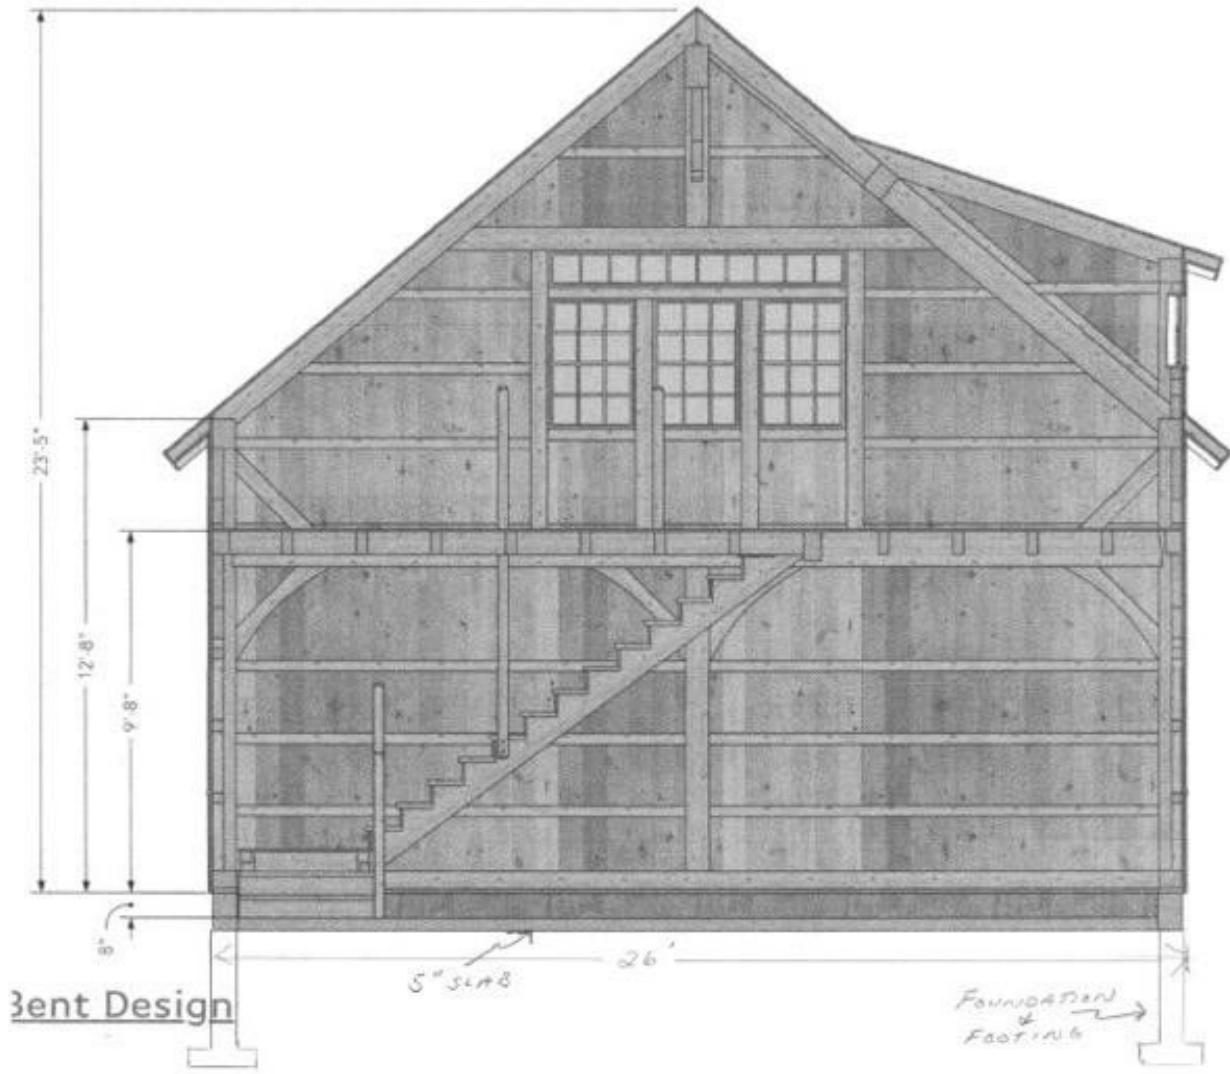 23'-5"
12'-8"
9'-8"
8"
26'
5" SLAB
Bent Design
FOUNDATION
&
FOOTING